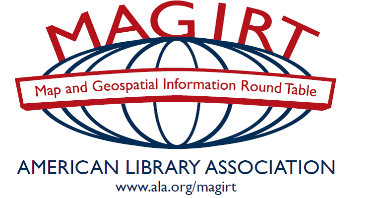 MAGIRT
Map and Geospatial Information Round Table
AMERICAN LIBRARY ASSOCIATION
www.ala.org/magirt